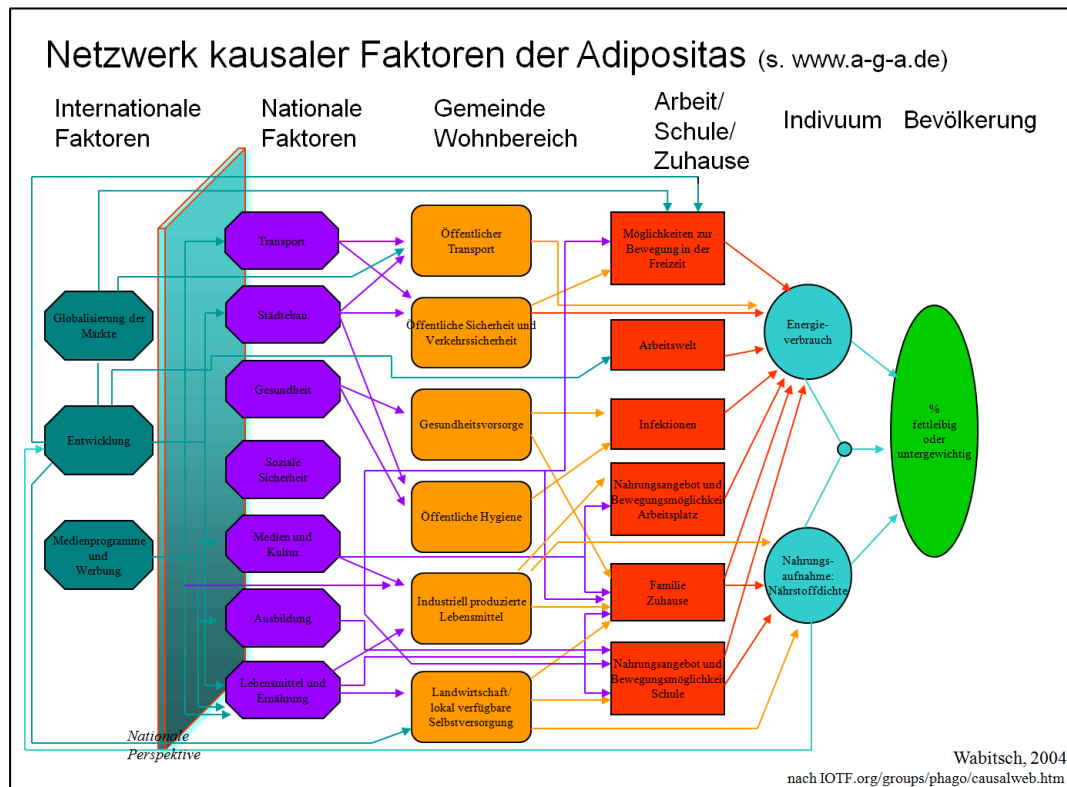 Netzwerk kausaler Faktoren der Adipositas (s. www.a-g-a.de)
Internationale
Faktoren
Nationale
Faktoren
Gemeinde
Wohnbereich
Arbeit/
Schule/
Zuhause
Indivuum
Bevölkerung
Globalisierung der
Märkte
Entwicklung
Medienprogramme
und
Werbung
Transport
Städtebau
Gesundheit
Soziale
Sicherheit
Medien und
Kultur
Ausbildung
Lebensmittel und
Ernährung
Öffentlicher
Transport
Öffentliche Sicherheit und
Verkehrssicherheit
Gesundheitsvorsorge
Öffentliche Hygiene
Industriell produzierte
Lebensmittel
Landwirtschaft/
lokal verfügbare
Selbstversorgung
Möglichkeiten zur
Bewegung in der
Freizeit
Arbeitswelt
Infektionen
Nahrungsangebot und
Bewegungsmöglichkeit
Arbeitsplatz
Familie
Zuhause
Nahrungsangebot und
Bewegungsmöglichkeit
Schule
Energie-
verbrauch
Nahrungs-
aufnahme:
Nährstoffdichte
%
fettleibig
oder
untergewichtig
Nationale
Perspektive
Wabitsch, 2004
nach IOTF.org/groups/phago/causalweb.htm